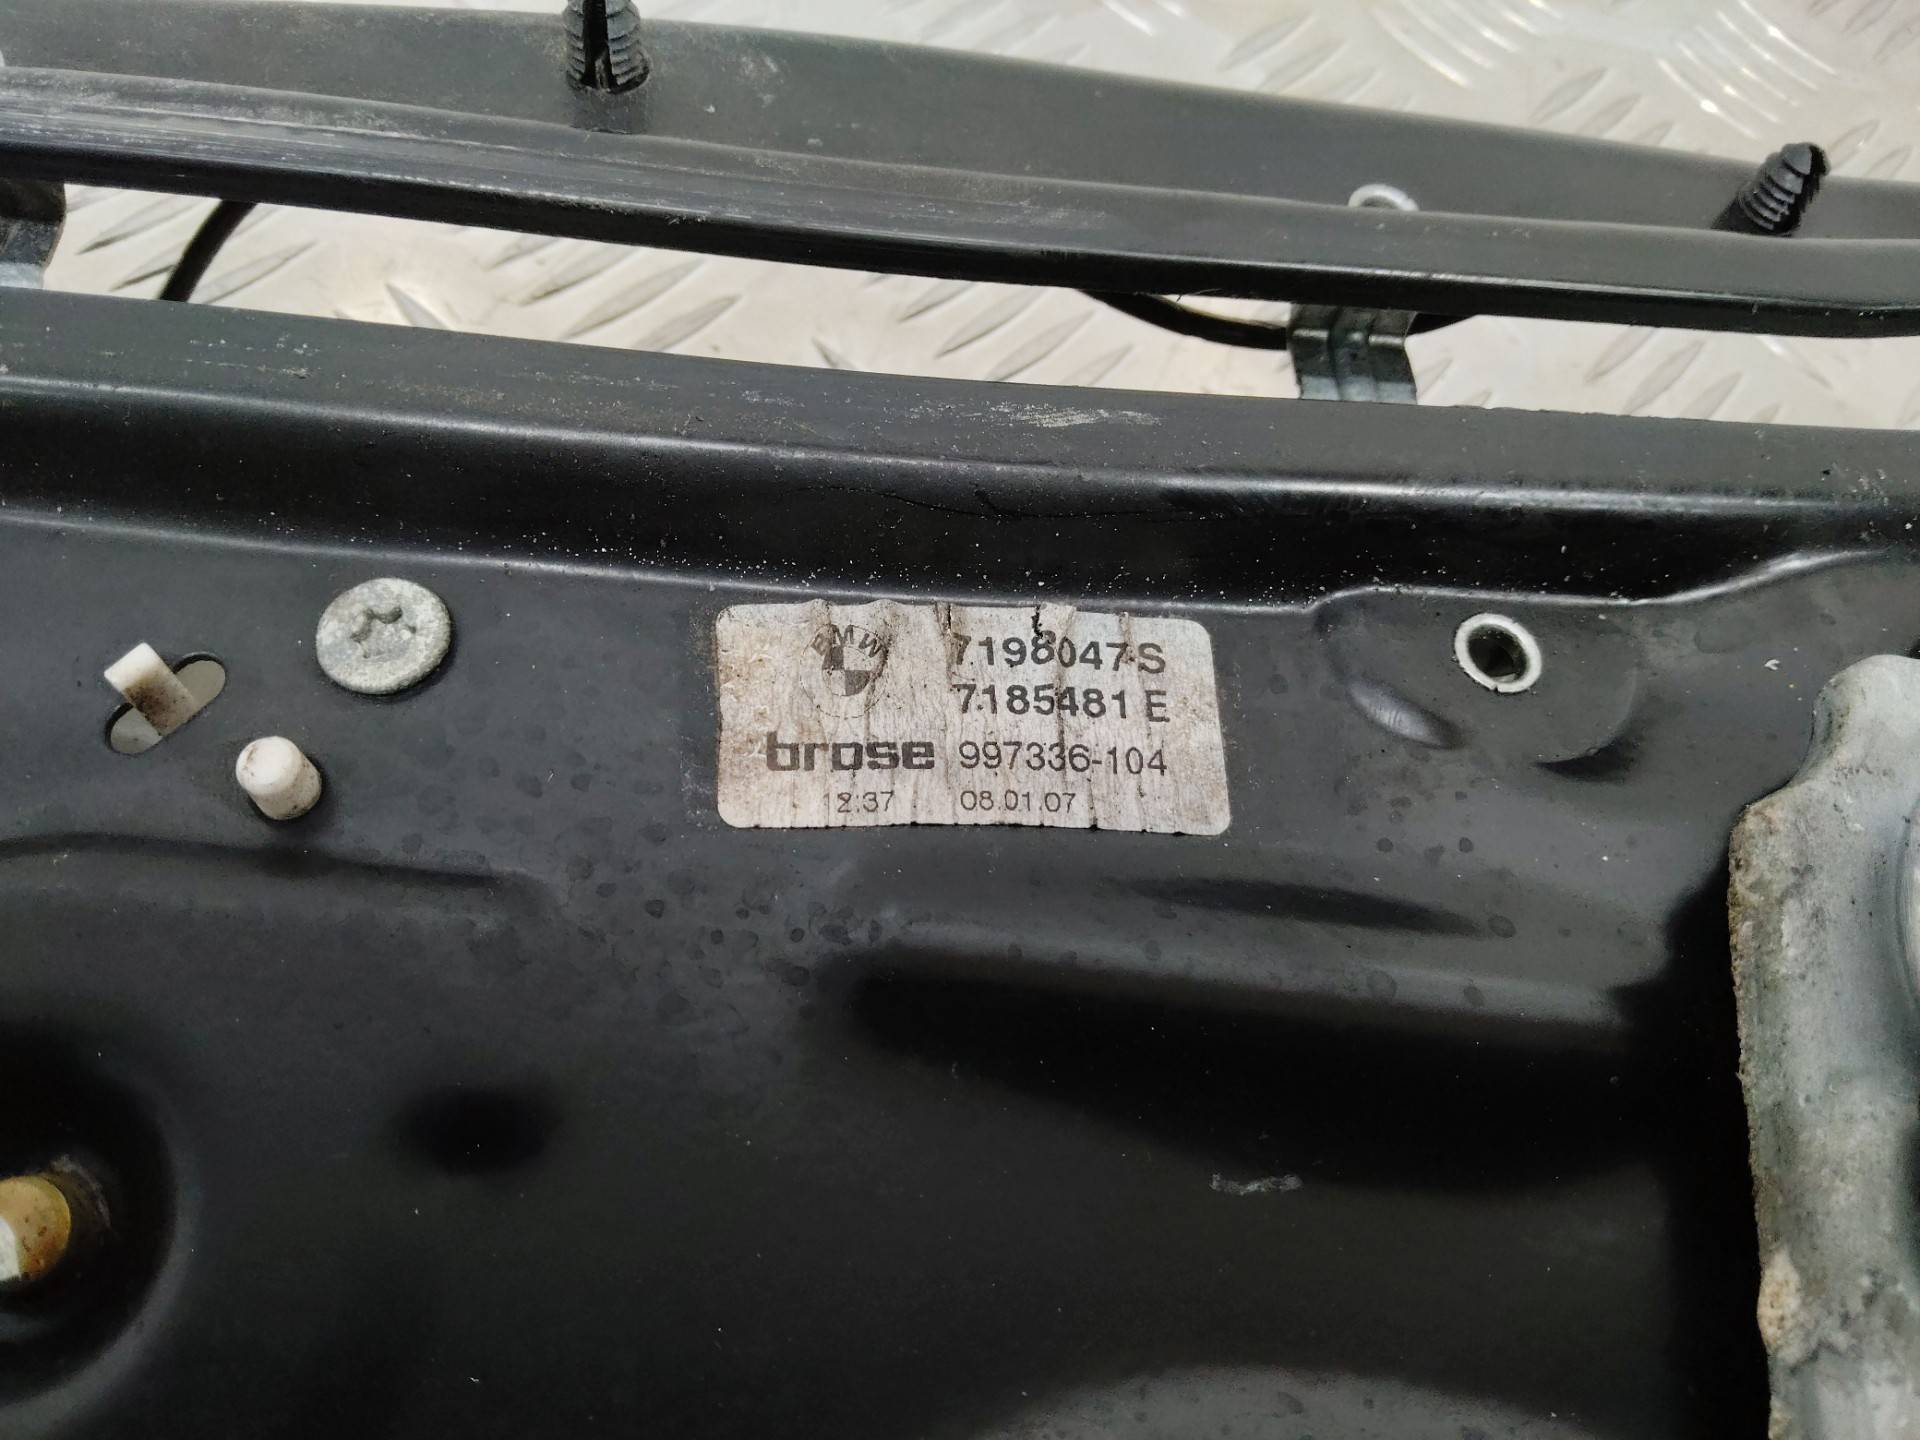 BMW
7198047 S
7185481 E
brose 997336-104
12:37 08.01.07